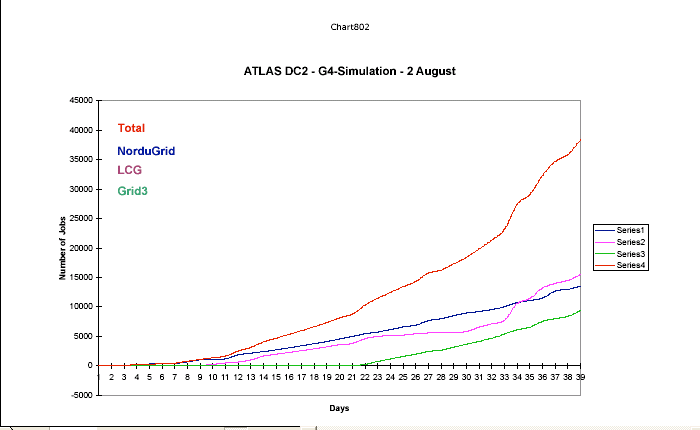 Chart802
ATLAS DC2 - G4-Simulation - 2 August
45000
40000
35000
30000
25000
20000
15000
10000
5000
0
-5000
Number of Jobs
Total
NorduGrid
LCG
Grid3
1 2 3 4 5 6 7 8 9 10 11 12 13 14 15 16 17 18 19 20 21 22 23 24 25 26 27 28 29 30 31 32 33 34 35 36 37 38 39
Days
Series1
Series2
Series3
Series4